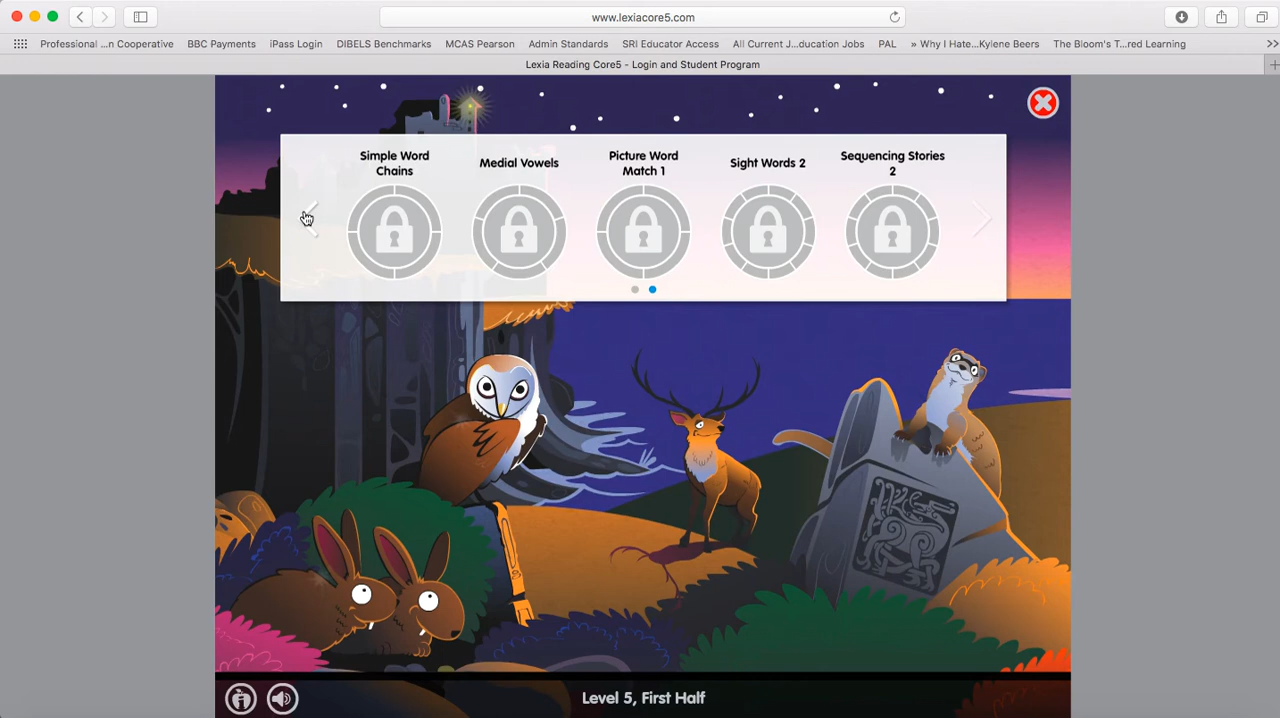 www.lexiacore5.com
Professional ...n Cooperative BBC Payments iPass Login DIBELS Benchmarks MCAS Pearson Admin Standards SRI Educator Access All Current J...ducation Jobs PAL » Why I Hate...Kylene Beers The Bloom's T...red Learning >>
Lexia Reading Core5 - Login and Student Program
Simple Word
Chains
Medial Vowels
Picture Word
Match 1
Sight Words 2
Sequencing Stories
2
Level 5, First Half